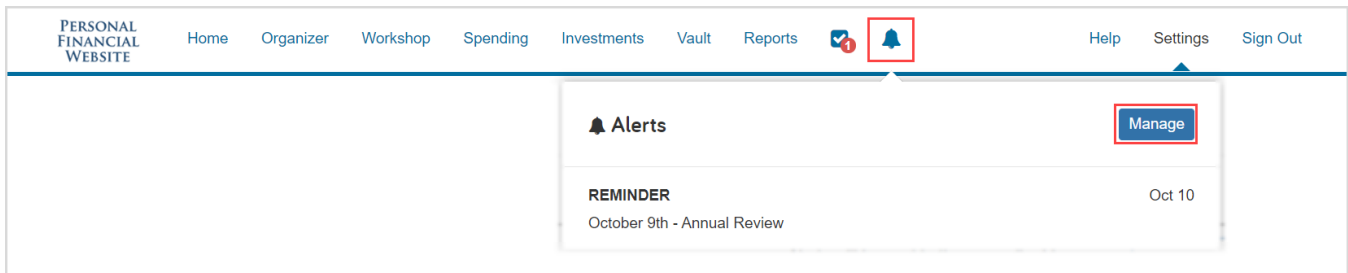 PERSONAL
FINANCIAL
WEBSITE
Home Organizer Workshop Spending Investments Vault Reports 1 Help Settings Sign Out
Alerts Manage
REMINDER Oct 10
October 9th - Annual Review